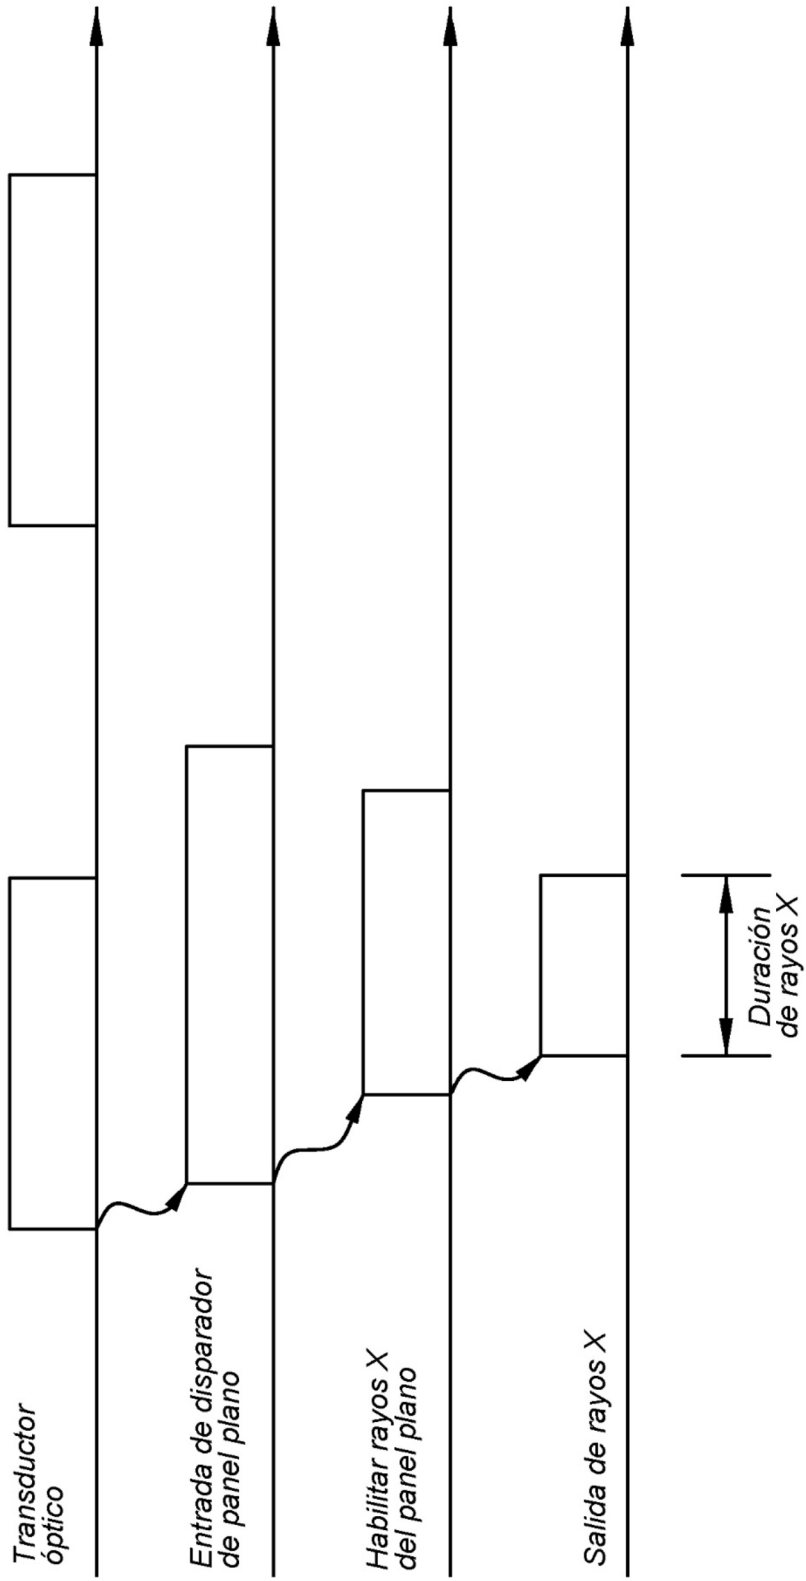 Transductor
óptico
Entrada de disparador
de panel plano
Habilitar rayos X
del panel plano
Salida de rayos X
Duración
de rayos X